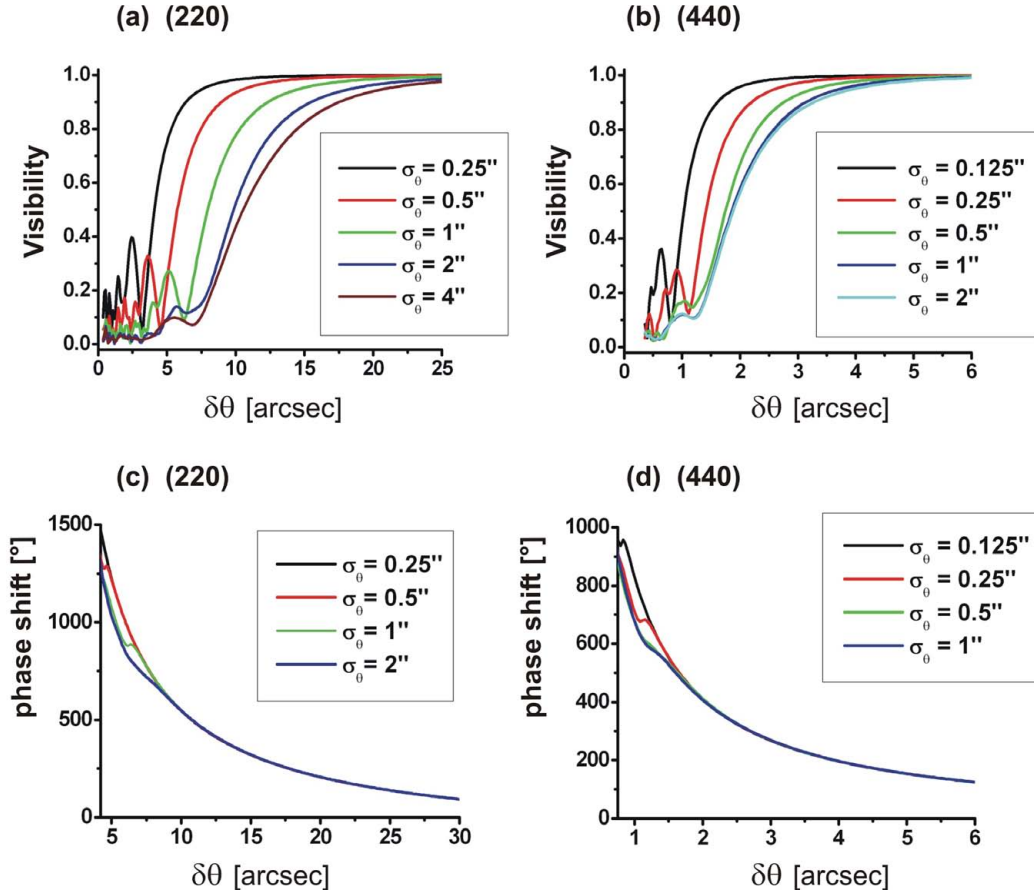 (a) (220)
Visibility
1.0
0.8
0.6
0.4
0.2
0.0
0 5 10 15 20 25
δθ [arcsec]
σθ = 0.25"
σθ = 0.5"
σθ = 1"
σθ = 2"
σθ = 4"
(b) (440)
Visibility
1.0
0.8
0.6
0.4
0.2
0.0
0 1 2 3 4 5 6
δθ [arcsec]
σθ = 0.125"
σθ = 0.25"
σθ = 0.5"
σθ = 1"
σθ = 2"
(c) (220)
phase shift [°]
1500
1000
500
0
5 10 15 20 25 30
δθ [arcsec]
σθ = 0.25"
σθ = 0.5"
σθ = 1"
σθ = 2"
(d) (440)
phase shift [°]
1000
800
600
400
200
0
1 2 3 4 5 6
δθ [arcsec]
σθ = 0.125"
σθ = 0.25"
σθ = 0.5"
σθ = 1"